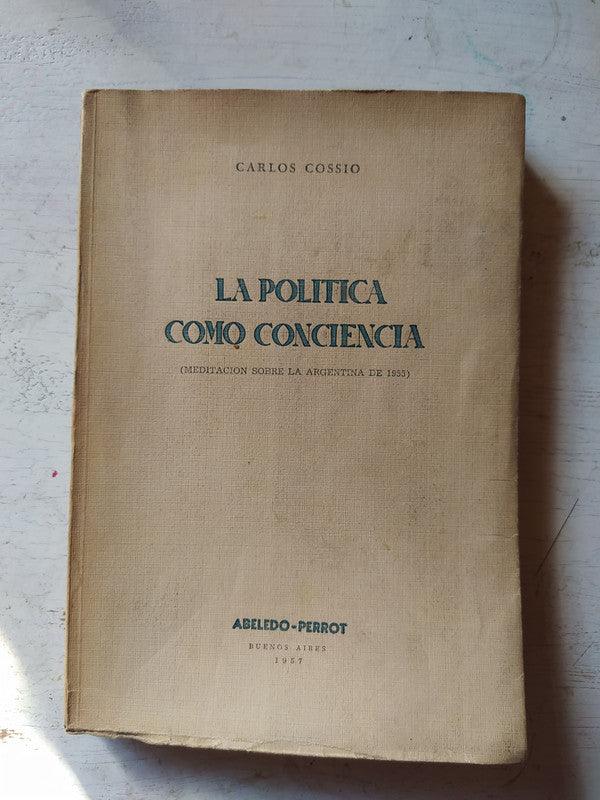 CARLOS COSSIO
LA POLITICA
COMO CONCIENCIA
(MEDITACION SOBRE LA ARGENTINA DE 1955)
ABELEDO-PERROT
BUENOS AIRES
1957